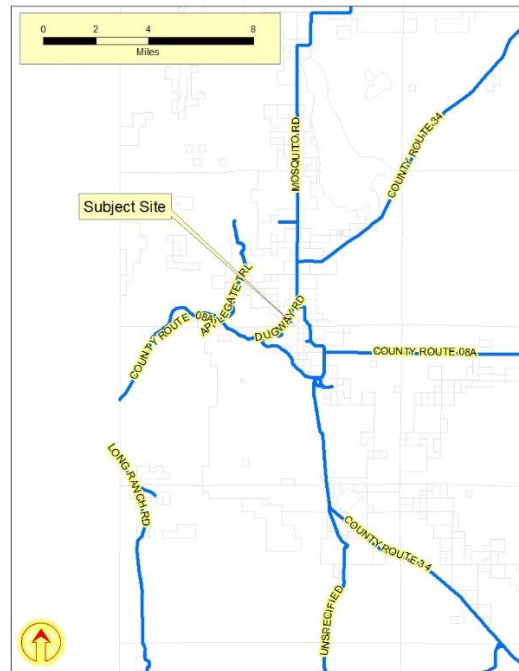 0 2 4 8
Miles
MOSQUITO RD
COUNTY ROUTE 34
Subject Site
APPLEGATE TRL
COUNTY ROUTE 08A
DUGWAY RD
COUNTY ROUTE 08A
LONG RANCH RD
COUNTY ROUTE 34
UNSPECIFIED